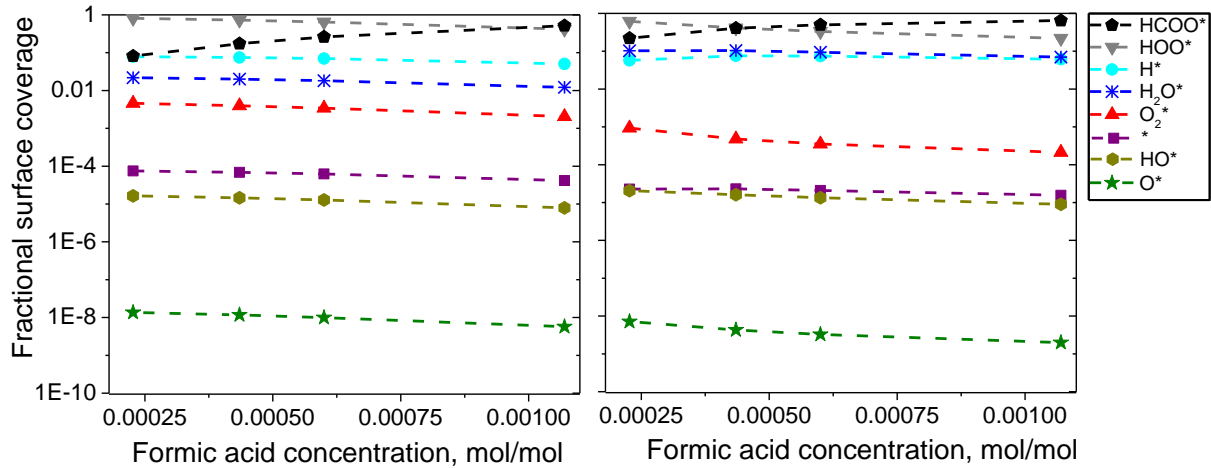 Fractional surface coverage
1
0.01
1E-4
1E-6
1E-8
1E-10
0.00025 0.00050 0.00075 0.00100
Formic acid concentration, mol/mol
0.00025 0.00050 0.00075 0.00100
Formic acid concentration, mol/mol
HCOO*
HOO*
H*
H₂O*
O₂*
*
HO*
O*